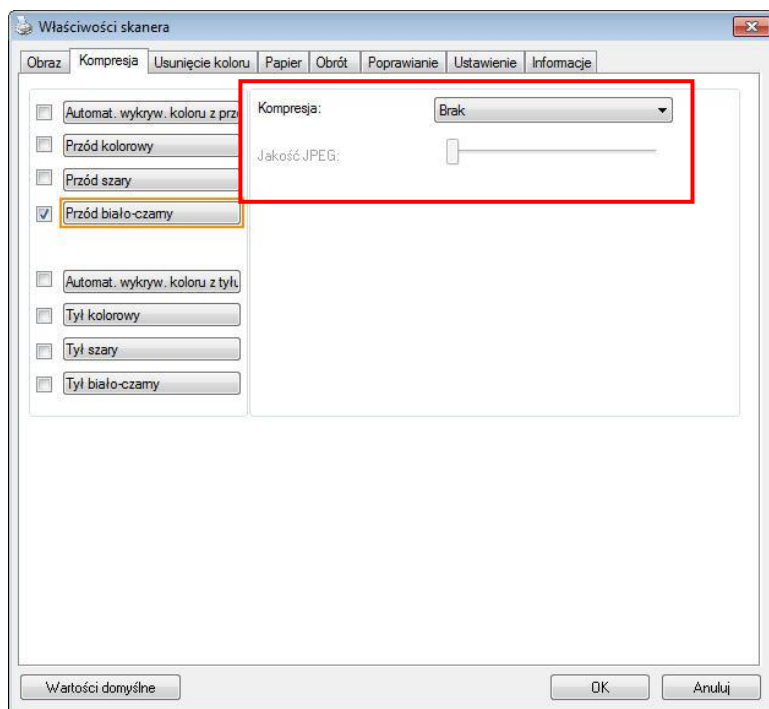 Właściwości skanera
Obraz Kompresja Usunięcie koloru Papier Obrót Poprawianie Ustawienie Informacje
Automat. wykryw. koloru z prz
Przód kolorowy
Przód szary
Przód biało-czarny
Automat. wykryw. koloru z tyłu
Tył kolorowy
Tył szary
Tył biało-czarny
Kompresja: Brak
Jakość JPEG:
Wartości domyślne OK Anuluj